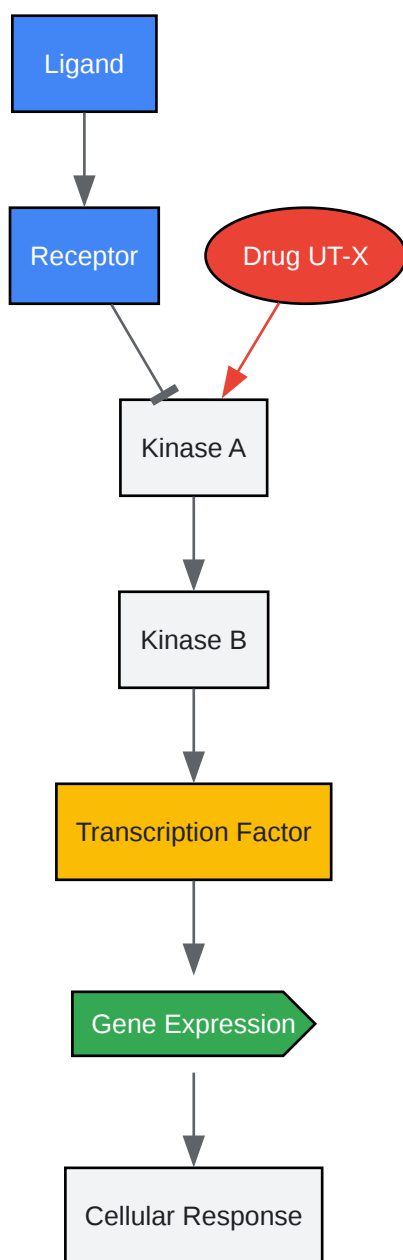 Ligand
Receptor
Drug UT-X
Kinase A
Kinase B
Transcription Factor
Gene Expression
Cellular Response